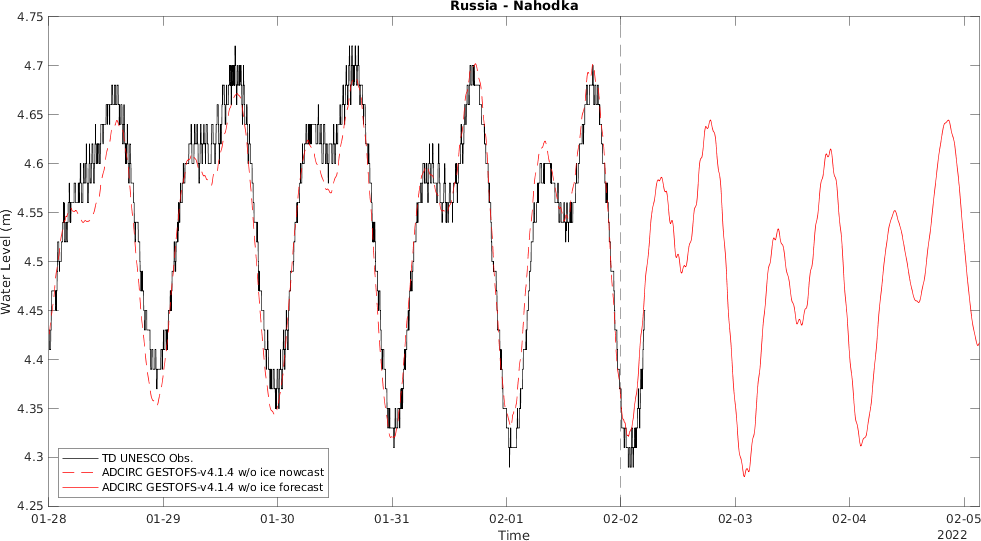 Russia - Nahodka
4.75
4.7
4.65
4.6
4.55
4.5
4.45
4.4
4.35
4.3
4.25
Water Level (m)
TD UNESCO Obs.
ADCIRC GESTOFS-v4.1.4 w/o ice nowcast
ADCIRC GESTOFS-v4.1.4 w/o ice forecast
01-28 01-29 01-30 01-31 02-01 02-02 02-03 02-04 02-05
Time
2022